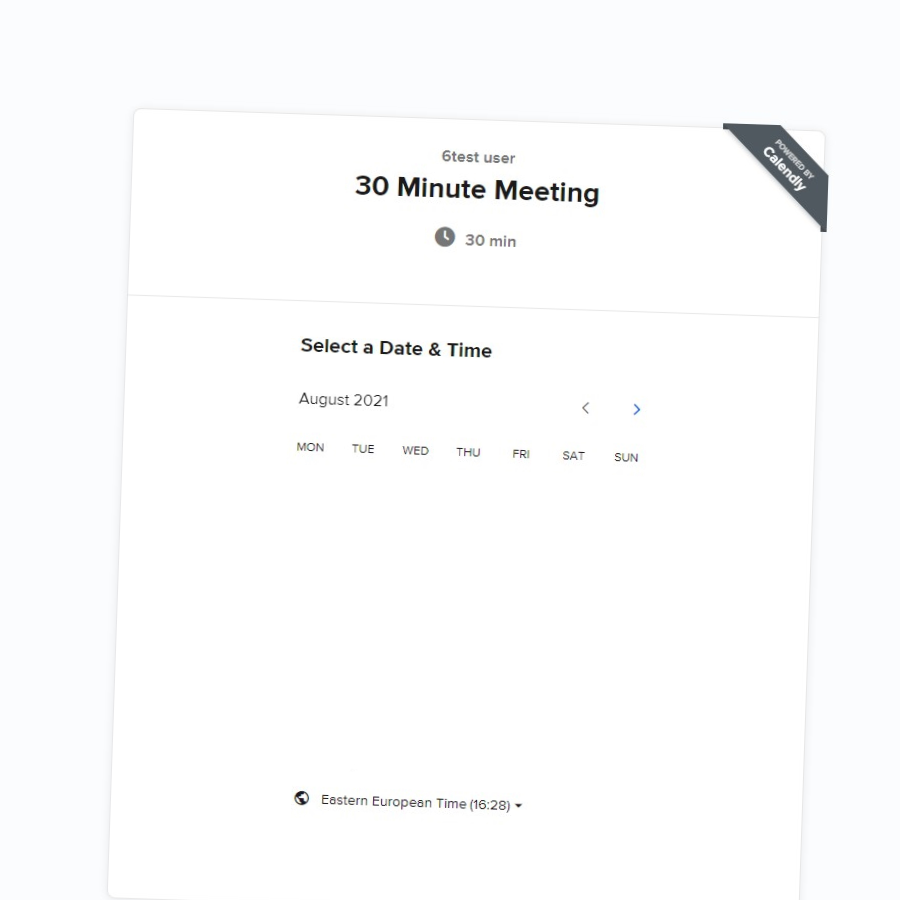 POWERED BY
Calendly
6test user
30 Minute Meeting
30 min
Select a Date & Time
August 2021
MON TUE WED THU FRI SAT SUN
Eastern European Time (16:28)